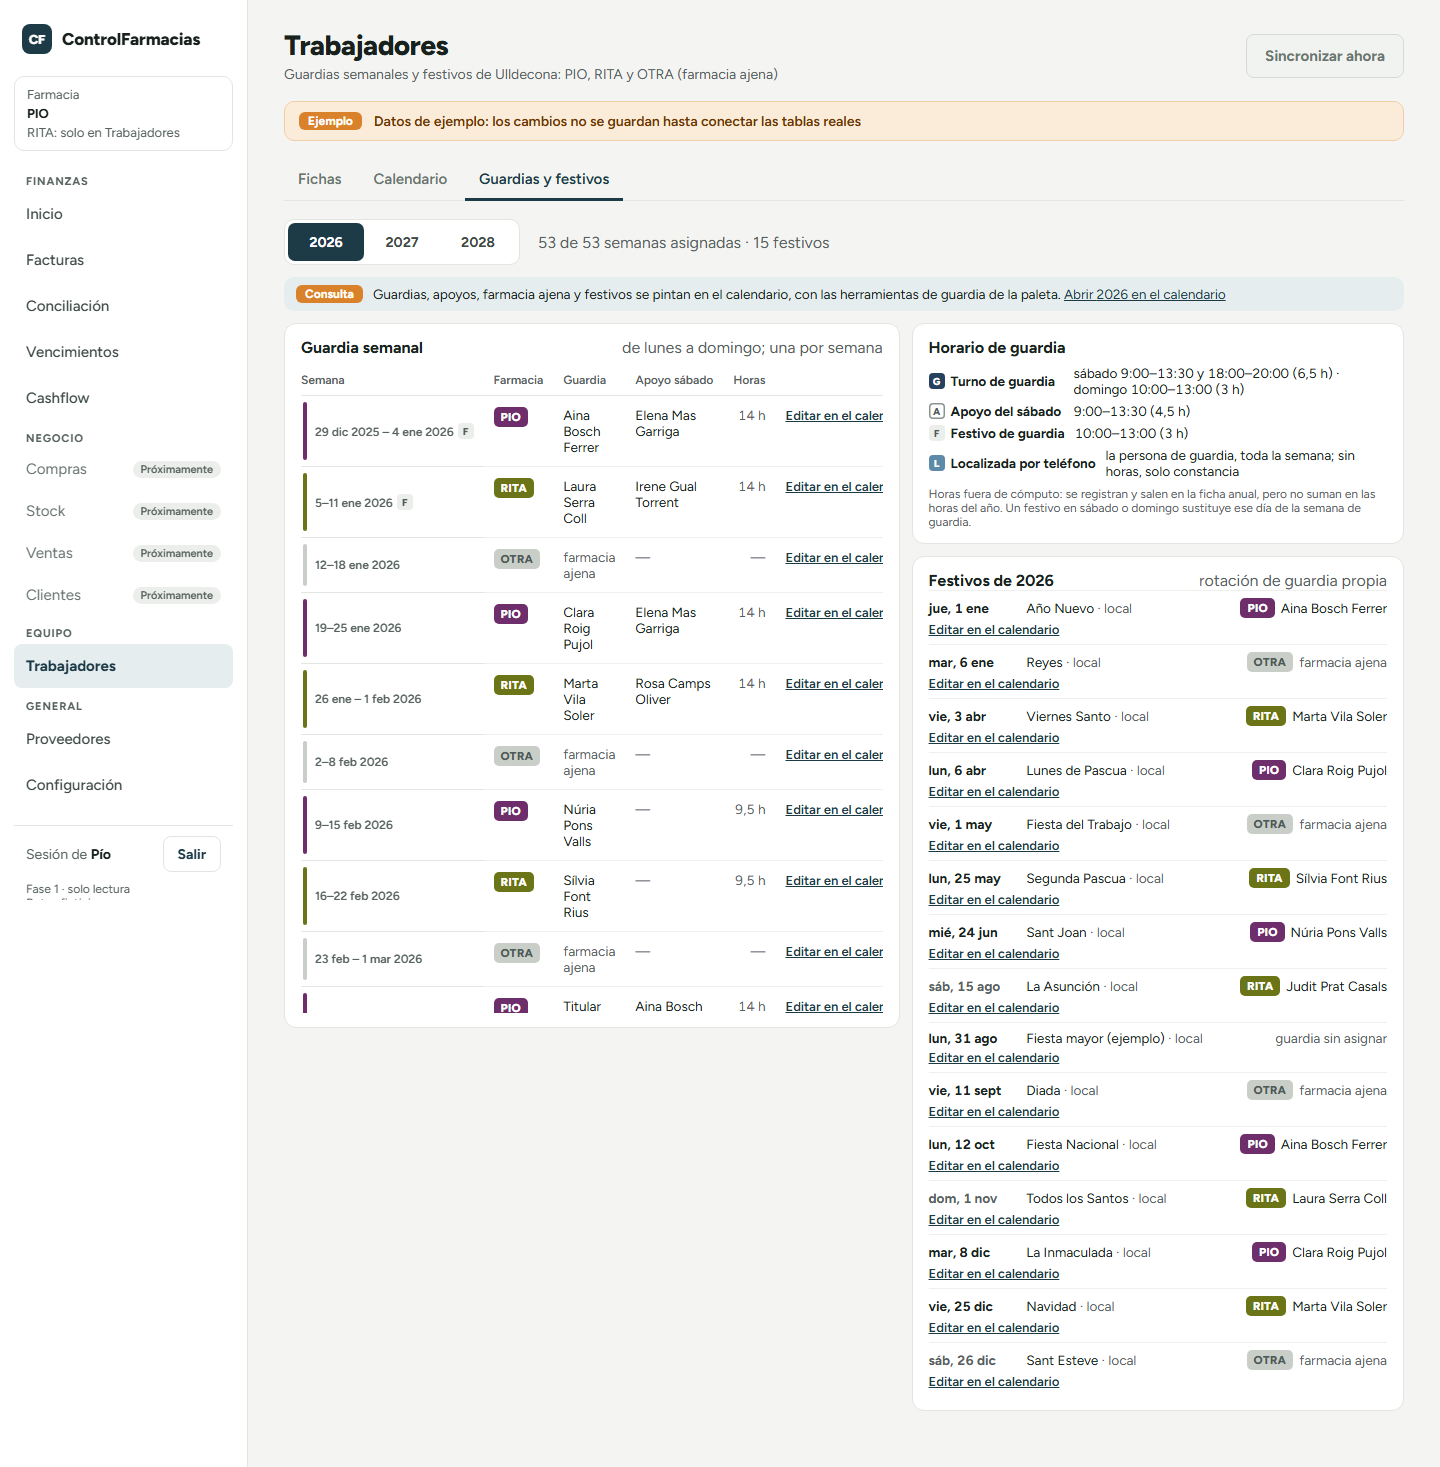 CF ControlFarmacias
Farmacia
PIO
RITA: solo en Trabajadores
FINANZAS
Inicio
Facturas
Conciliación
Vencimientos
Cashflow
NEGOCIO
Compras Próximamente
Stock Próximamente
Ventas Próximamente
Clientes Próximamente
EQUIPO
Trabajadores
GENERAL
Proveedores
Configuración
Sesión de Pío Salir
Fase 1 · solo lectura
Trabajadores
Guardias semanales y festivos de Ulldecona: PIO, RITA y OTRA (farmacia ajena)
Sincronizar ahora
Ejemplo Datos de ejemplo: los cambios no se guardan hasta conectar las tablas reales
Fichas Calendario Guardias y festivos
2026 2027 2028 53 de 53 semanas asignadas · 15 festivos
Consulta Guardias, apoyos, farmacia ajena y festivos se pintan en el calendario, con las herramientas de guardia de la paleta. Abrir 2026 en el calendario
Guardia semanal de lunes a domingo; una por semana
Semana Farmacia Guardia Apoyo sábado Horas
29 dic 2025 – 4 ene 2026 F PIO Aina Bosch Ferrer Elena Mas Garriga 14 h Editar en el caler
5–11 ene 2026 F RITA Laura Serra Coll Irene Gual Torrent 14 h Editar en el caler
12–18 ene 2026 OTRA farmacia ajena — — Editar en el caler
19–25 ene 2026 PIO Clara Roig Pujol Elena Mas Garriga 14 h Editar en el caler
26 ene – 1 feb 2026 RITA Marta Vila Soler Rosa Camps Oliver 14 h Editar en el caler
2–8 feb 2026 OTRA farmacia ajena — — Editar en el caler
9–15 feb 2026 PIO Núria Pons Valls — 9,5 h Editar en el caler
16–22 feb 2026 RITA Sílvia Font Rius — 9,5 h Editar en el caler
23 feb – 1 mar 2026 OTRA farmacia ajena — — Editar en el caler
PIO Titular Aina Bosch 14 h Editar en el caler
Horario de guardia
G Turno de guardia sábado 9:00–13:30 y 18:00–20:00 (6,5 h) ·
domingo 10:00–13:00 (3 h)
A Apoyo del sábado 9:00–13:30 (4,5 h)
F Festivo de guardia 10:00–13:00 (3 h)
L Localizada por teléfono la persona de guardia, toda la semana; sin
horas, solo constancia
Horas fuera de cómputo: se registran y salen en la ficha anual, pero no suman en las
horas del año. Un festivo en sábado o domingo sustituye ese día de la semana de
guardia.
Festivos de 2026 rotación de guardia propia
jue, 1 ene Año Nuevo · local PIO Aina Bosch Ferrer
Editar en el calendario
mar, 6 ene Reyes · local OTRA farmacia ajena
Editar en el calendario
vie, 3 abr Viernes Santo · local RITA Marta Vila Soler
Editar en el calendario
lun, 6 abr Lunes de Pascua · local PIO Clara Roig Pujol
Editar en el calendario
vie, 1 may Fiesta del Trabajo · local OTRA farmacia ajena
Editar en el calendario
lun, 25 may Segunda Pascua · local RITA Sílvia Font Rius
Editar en el calendario
mié, 24 jun Sant Joan · local PIO Núria Pons Valls
Editar en el calendario
sáb, 15 ago La Asunción · local RITA Judit Prat Casals
Editar en el calendario
lun, 31 ago Fiesta mayor (ejemplo) · local guardia sin asignar
Editar en el calendario
vie, 11 sept Diada · local OTRA farmacia ajena
Editar en el calendario
lun, 12 oct Fiesta Nacional · local PIO Aina Bosch Ferrer
Editar en el calendario
dom, 1 nov Todos los Santos · local RITA Laura Serra Coll
Editar en el calendario
mar, 8 dic La Inmaculada · local PIO Clara Roig Pujol
Editar en el calendario
vie, 25 dic Navidad · local RITA Marta Vila Soler
Editar en el calendario
sáb, 26 dic Sant Esteve · local OTRA farmacia ajena
Editar en el calendario